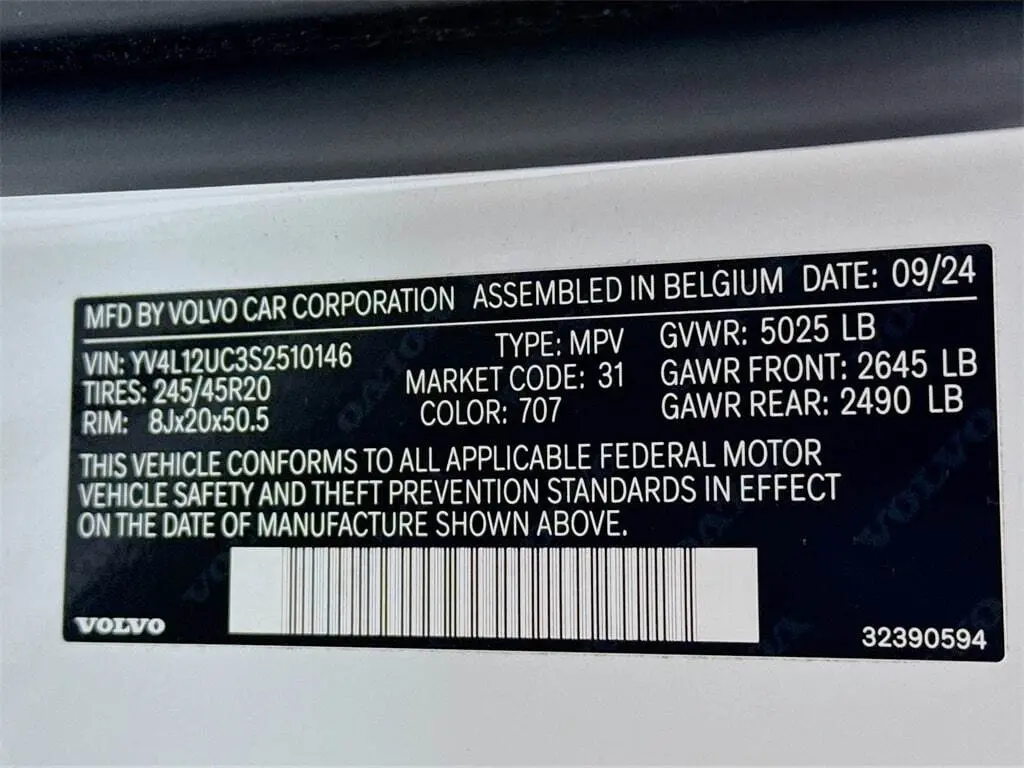 MFD BY VOLVO CAR CORPORATION ASSEMBLED IN BELGIUM DATE: 09/24
VIN: YV4L12UC3S2510146 TYPE: MPV GVWR: 5025 LB
TIRES: 245/45R20 MARKET CODE: 31 GAWR FRONT: 2645 LB
RIM: 8Jx20x50.5 COLOR: 707 GAWR REAR: 2490 LB
THIS VEHICLE CONFORMS TO ALL APPLICABLE FEDERAL MOTOR
VEHICLE SAFETY AND THEFT PREVENTION STANDARDS IN EFFECT
ON THE DATE OF MANUFACTURE SHOWN ABOVE.
VOLVO 32390594